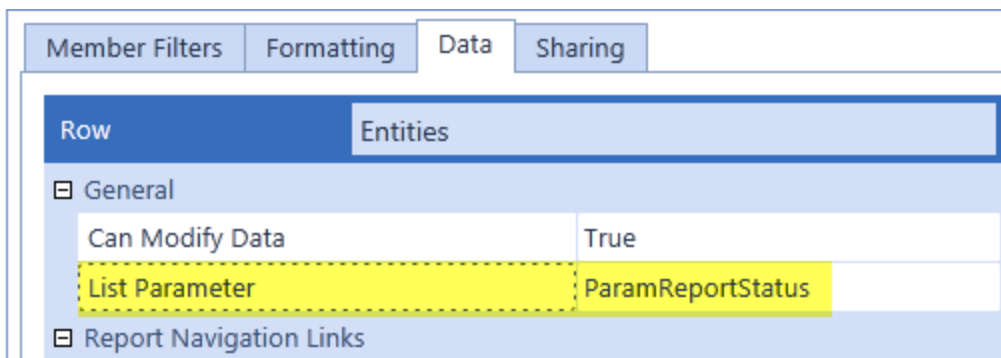 Member Filters Formatting Data Sharing
Row Entities
General
Can Modify Data True
List Parameter ParamReportStatus
Report Navigation Links